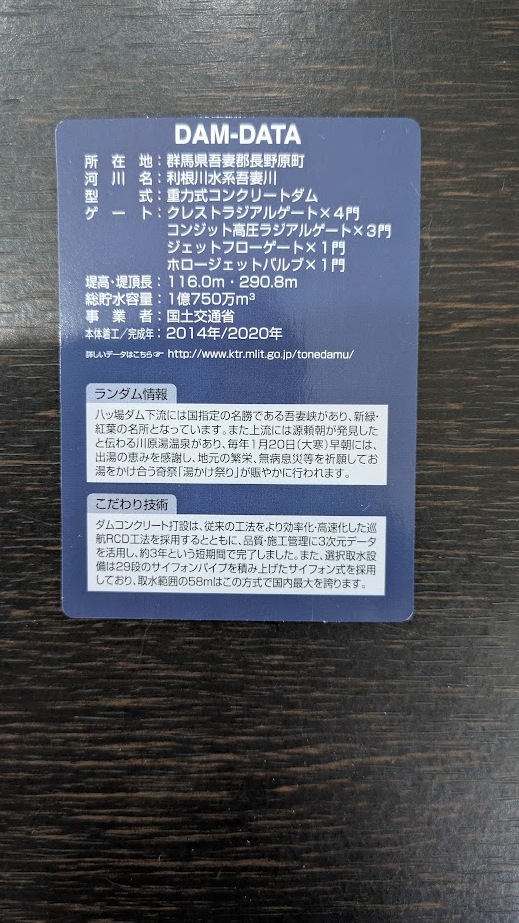 DAM-DATA
所在地：群馬県吾妻郡長野原町
河川名：利根川水系吾妻川
型式：重力式コンクリートダム
ゲート：クレストラジアルゲート×4門
コンジット高圧ラジアルゲート×3門
ジェットフローゲート×1門
ホロージェットバルブ×1門
堤高・堤頂長：116.0m・290.8m
総貯水容量：1億750万m³
事業者：国土交通省
本体着工／完成年：2014年/2020年
詳しいデータはこちら☞ http://www.ktr.mlit.go.jp/tonedamu/
ランダム情報
八ッ場ダム下流には国指定の名勝である吾妻峡があり、新緑・
紅葉の名所となっています。また上流には源頼朝が発見した
と伝わる川原湯温泉があり、毎年1月20日（大寒）早朝には、
出湯の恵みを感謝し、地元の繁栄、無病息災等を祈願してお
湯をかけ合う奇祭「湯かけ祭り」が賑やかに行われます。
こだわり技術
ダムコンクリート打設は、従来の工法をより効率化・高速化した巡
航RCD工法を採用するとともに、品質・施工管理に3次元データ
を活用し、約3年という短期間で完了しました。また、選択取水設
備は29段のサイフォンパイプを積み上げたサイフォン式を採用
しており、取水範囲の58mはこの方式で国内最大を誇ります。